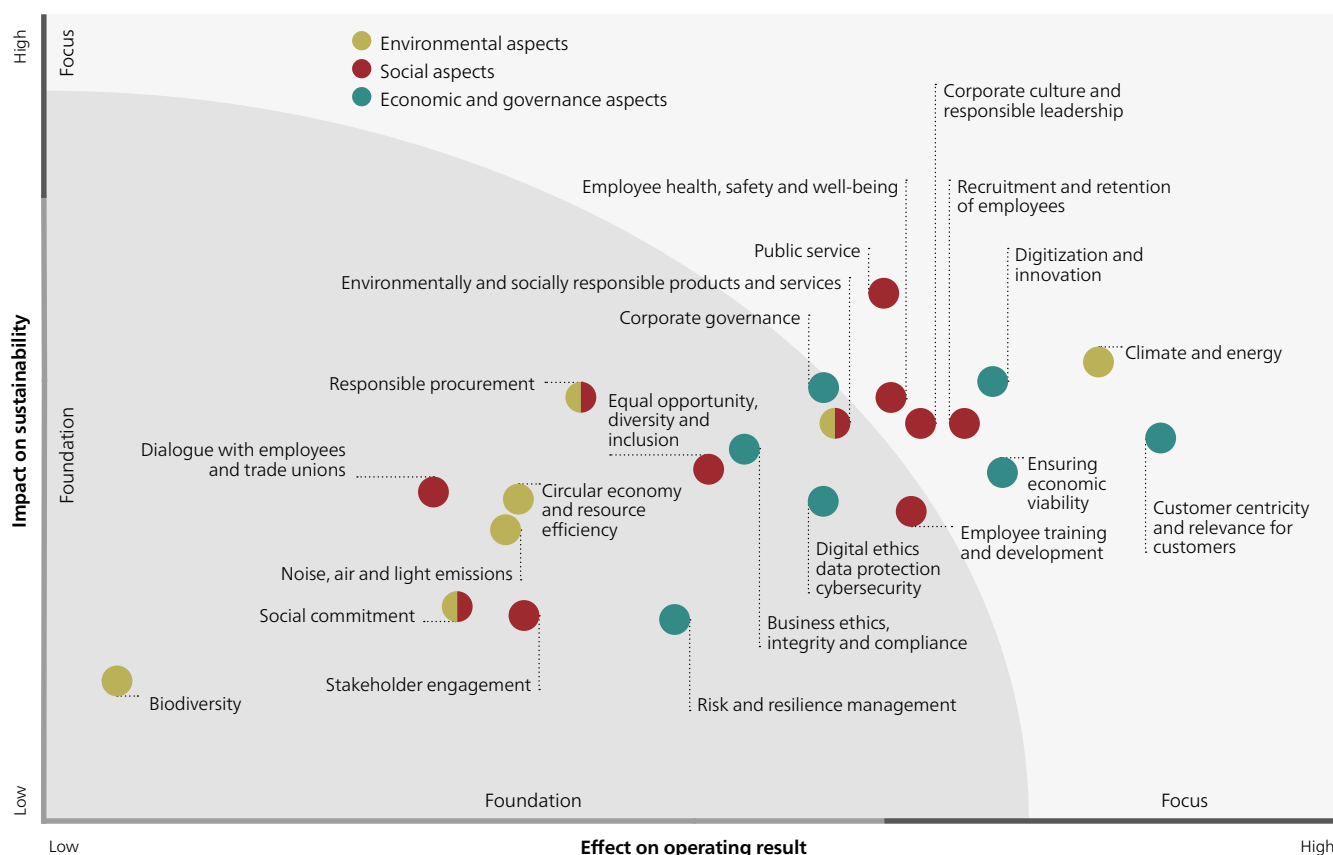 High
Focus
Environmental aspects
Social aspects
Economic and governance aspects
Corporate culture and
responsible leadership
Employee health, safety and well-being
Recruitment and retention
of employees
Public service
Digitization and
innovation
Environmentally and socially responsible products and services
Corporate governance
Climate and energy
Responsible procurement
Equal opportunity,
diversity and
inclusion
Dialogue with employees
and trade unions
Circular economy
and resource
efficiency
Ensuring
economic
viability
Customer centricity
and relevance for
customers
Employee training
and development
Digital ethics
data protection
cybersecurity
Noise, air and light emissions
Social commitment
Business ethics,
integrity and compliance
Stakeholder engagement
Biodiversity
Risk and resilience management
Impact on sustainability
Foundation
Low
Foundation
Focus
Low
Effect on operating result
High